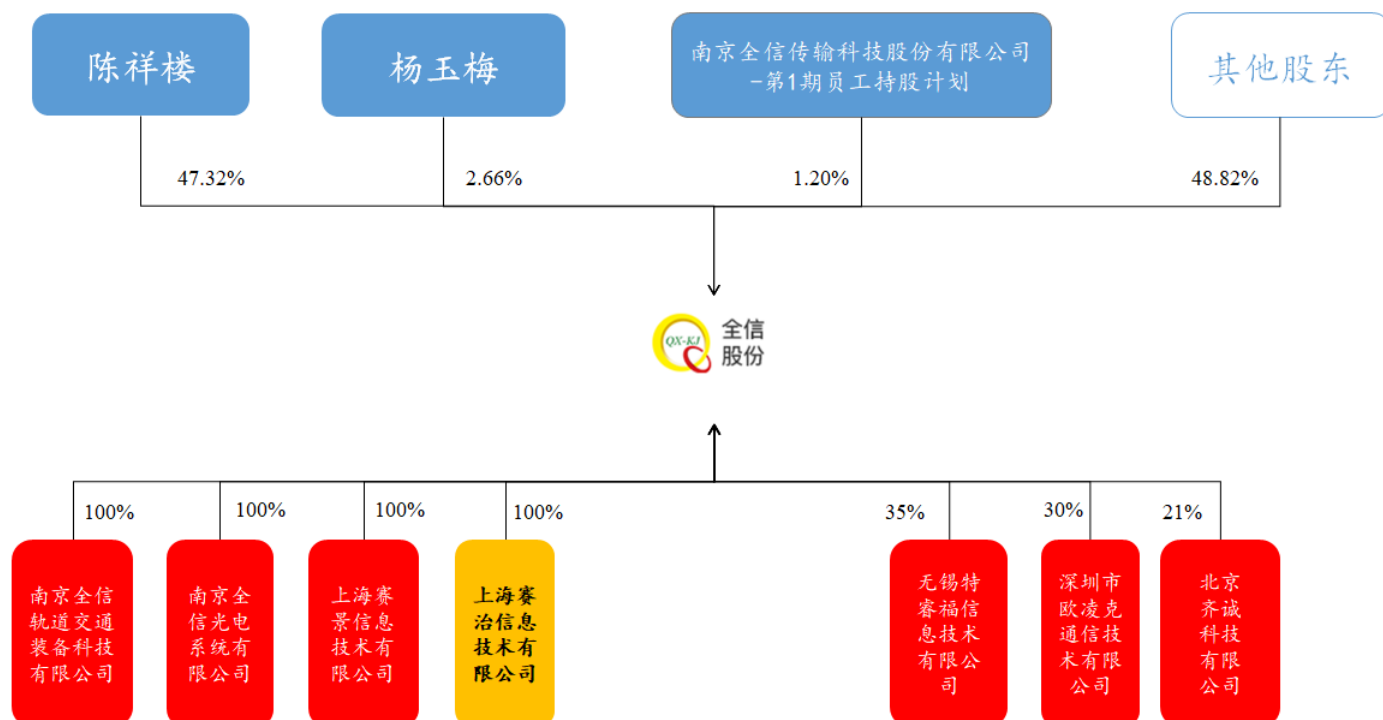 陈祥楼
杨玉梅
南京全信传输科技股份有限公司
-第1期员工持股计划
其他股东
47.32%
2.66%
1.20%
48.82%
QX-KJ
全信
股份
100%
100%
100%
100%
35%
30%
21%
南京全信
轨道交通
装备科技
有限公司
南京全
信光电
系统有
限公司
上海赛
景信息
技术有
限公司
上海赛
治信息
技术有
限公司
无锡特
睿福信
息技术
有限公
司
深圳市
欧凌克
通信技
术有限
公司
北京
齐诚
科技
有限
公司